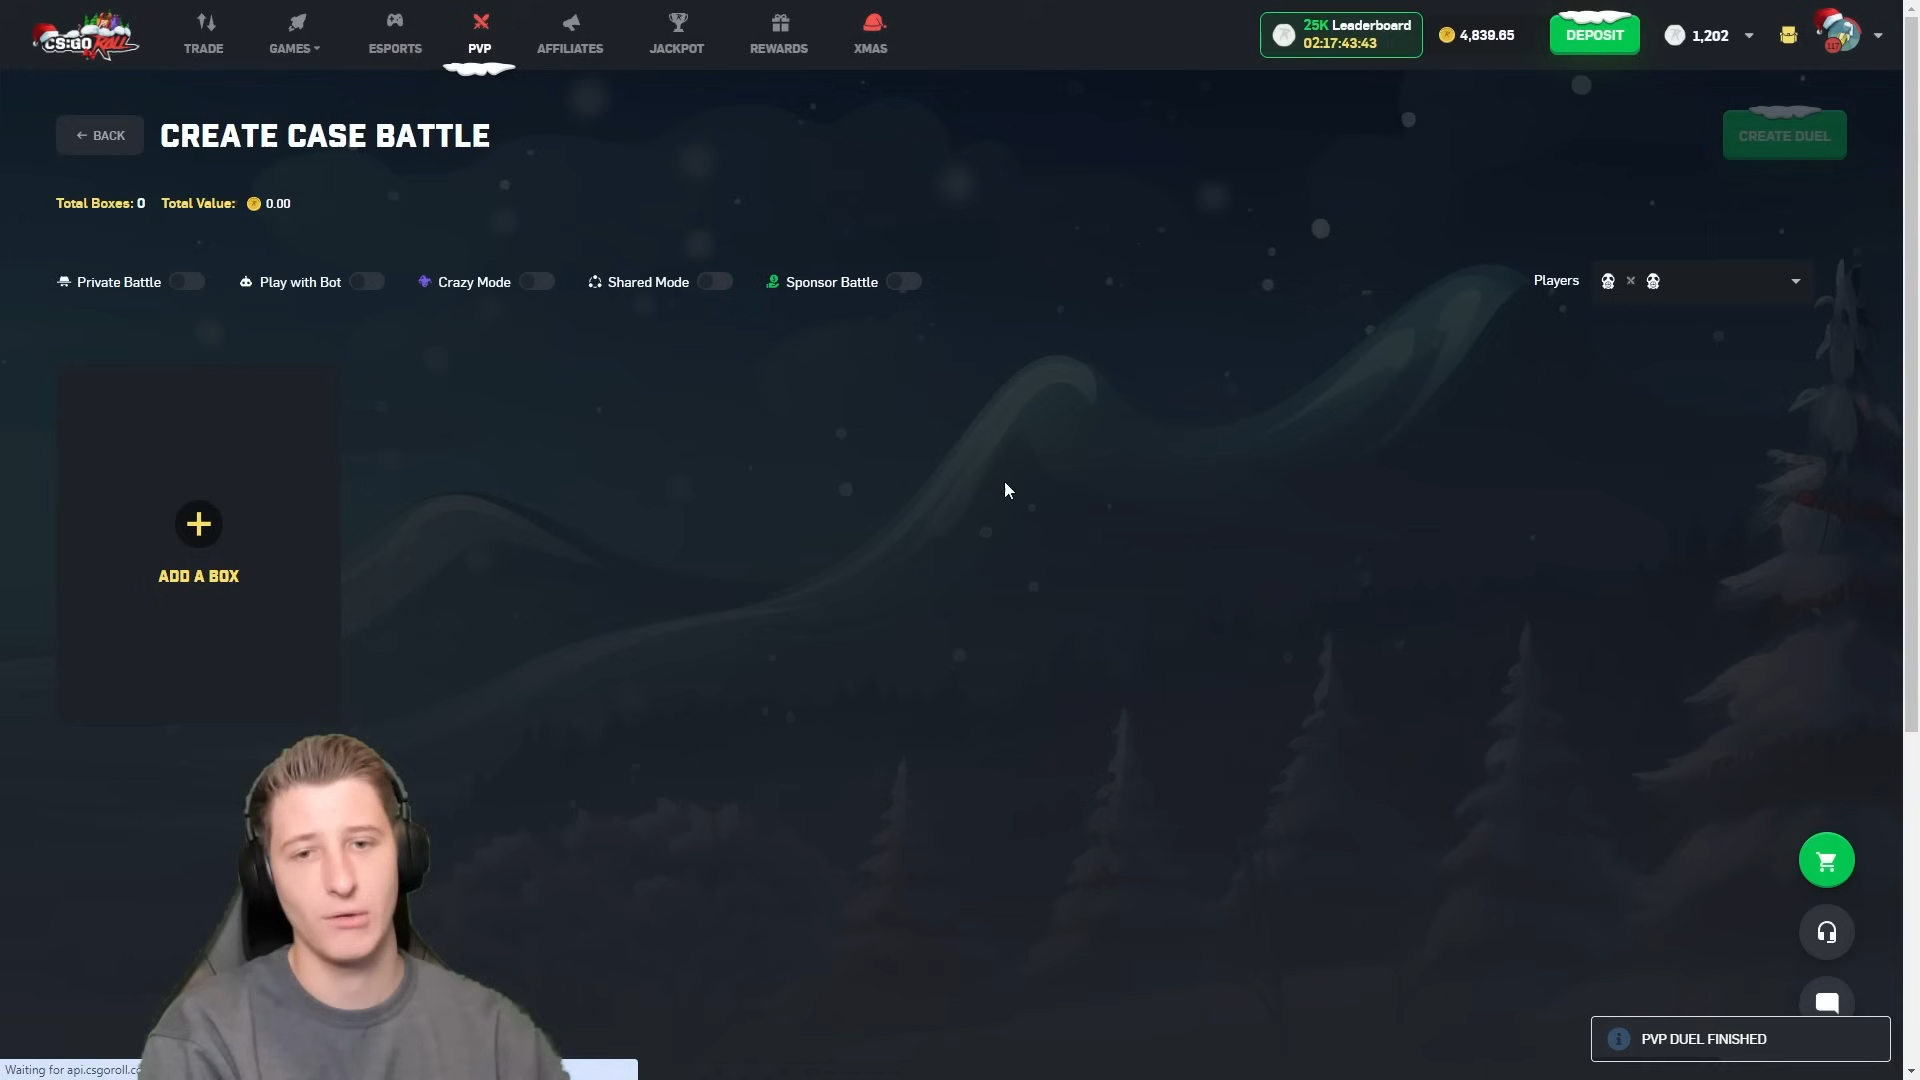 CS:GO ROLL
TRADE
GAMES
ESPORTS
PVP
AFFILIATES
JACKPOT
REWARDS
XMAS
25K Leaderboard
02:17:43:43
4,839.65
DEPOSIT
1,202
117
← BACK
CREATE CASE BATTLE
CREATE DUEL
Total Boxes: 0 Total Value: 0.00
Private Battle
Play with Bot
Crazy Mode
Shared Mode
Sponsor Battle
Players
ADD A BOX
PVP DUEL FINISHED
Waiting for api.csgoroll.c